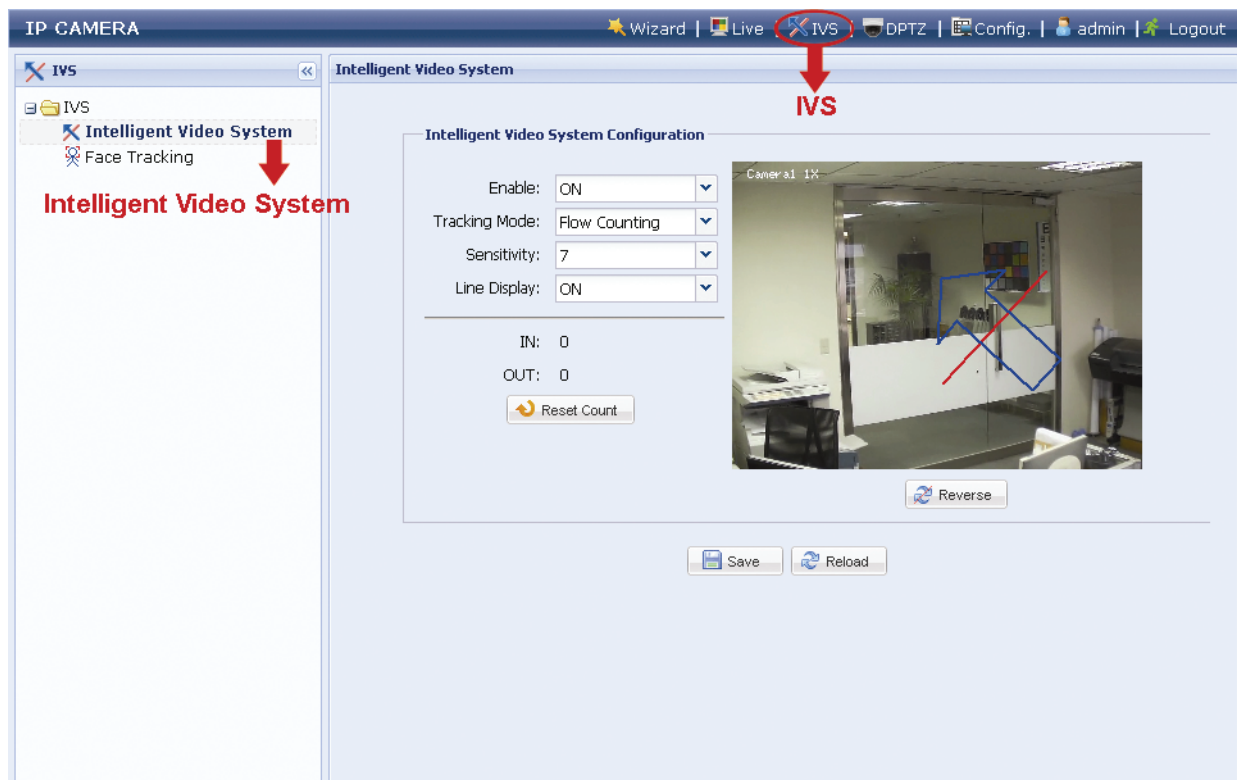 IP CAMERA
Wizard | Live | IVS | DPTZ | Config. | admin | Logout
IVS
IVS
Intelligent Video System
Face Tracking
Intelligent Video System
Intelligent Video System
IVS
Intelligent Video System Configuration
Enable: ON
Tracking Mode: Flow Counting
Sensitivity: 7
Line Display: ON
IN: 0
OUT: 0
Reset Count
Camera1 1X
Reverse
Save
Reload